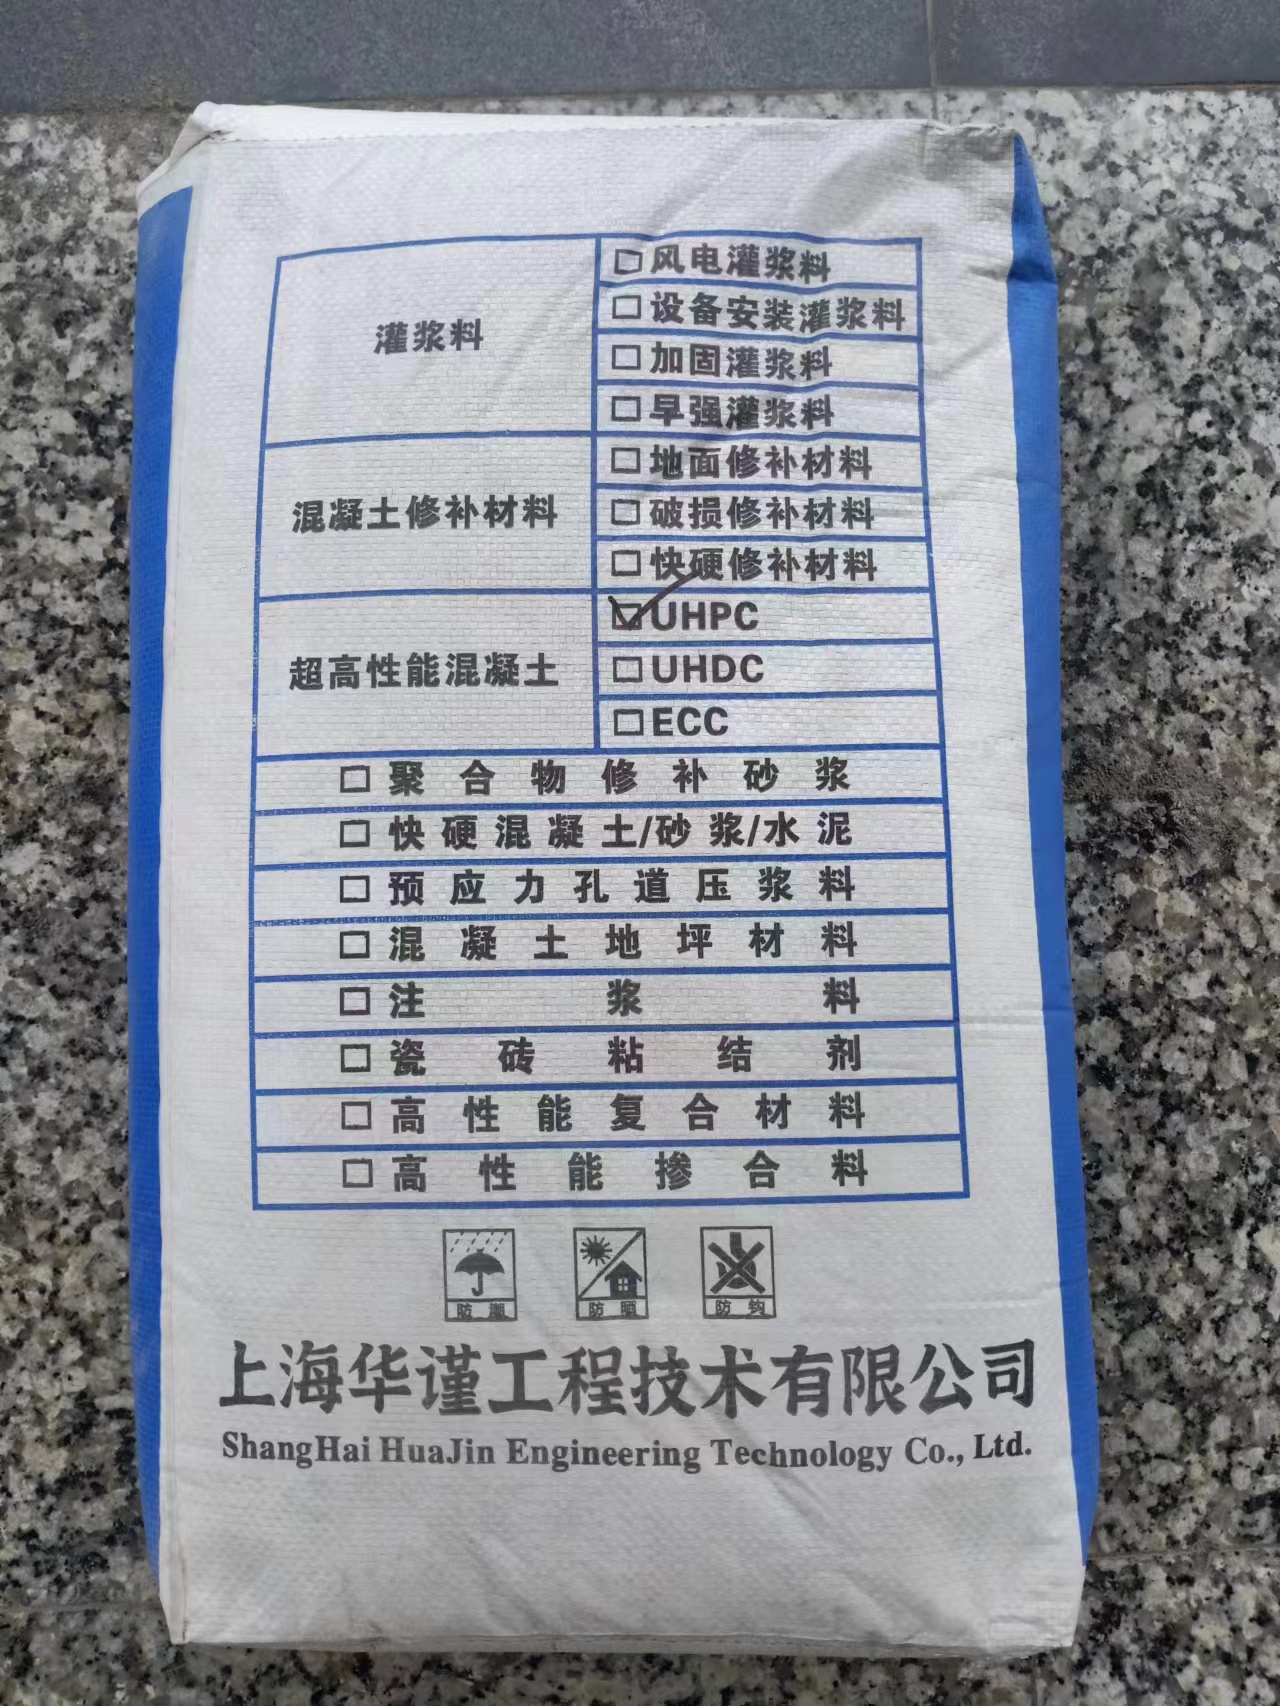 灌浆料
□风电灌浆料
□设备安装灌浆料
□加固灌浆料
□早强灌浆料
混凝土修补材料
□地面修补材料
□破损修补材料
□快硬修补材料
超高性能混凝土
☑UHPC
□UHDC
□ECC
□聚合物修补砂浆
□快硬混凝土/砂浆/水泥
□预应力孔道压浆料
□混凝土地坪材料
□注浆料
□瓷砖粘结剂
□高性能复合材料
□高性能掺合料
防潮
防晒
防钩
上海华谨工程技术有限公司
ShangHai HuaJin Engineering Technology Co., Ltd.